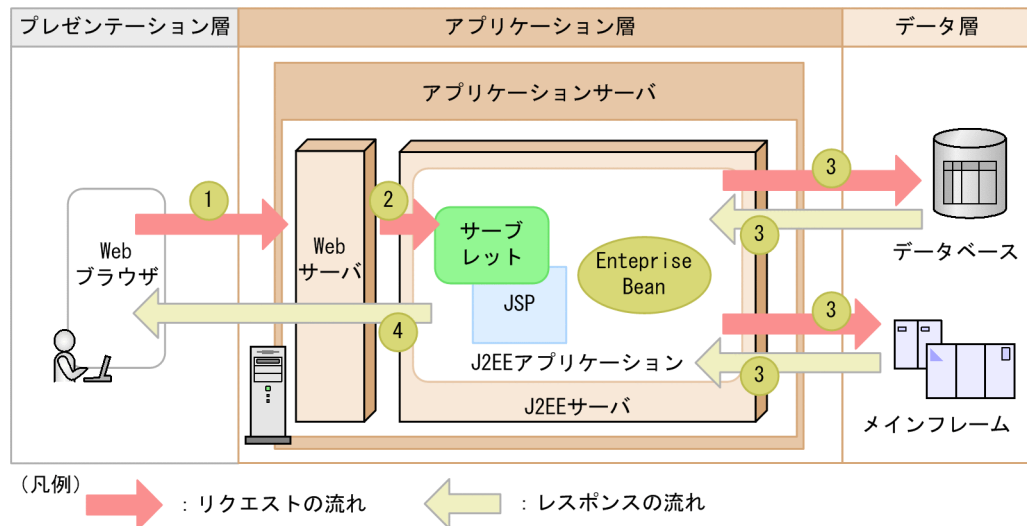 プレゼンテーション層
アプリケーション層
データ層
アプリケーションサーバ
1
2
3
Web
ブラウザ
Web
サーバ
サーブ
レット
Enteprise
Bean
JSP
3
データベース
4
3
J2EEアプリケーション
3
J2EEサーバ
メインフレーム
(凡例)
：リクエストの流れ
：レスポンスの流れ